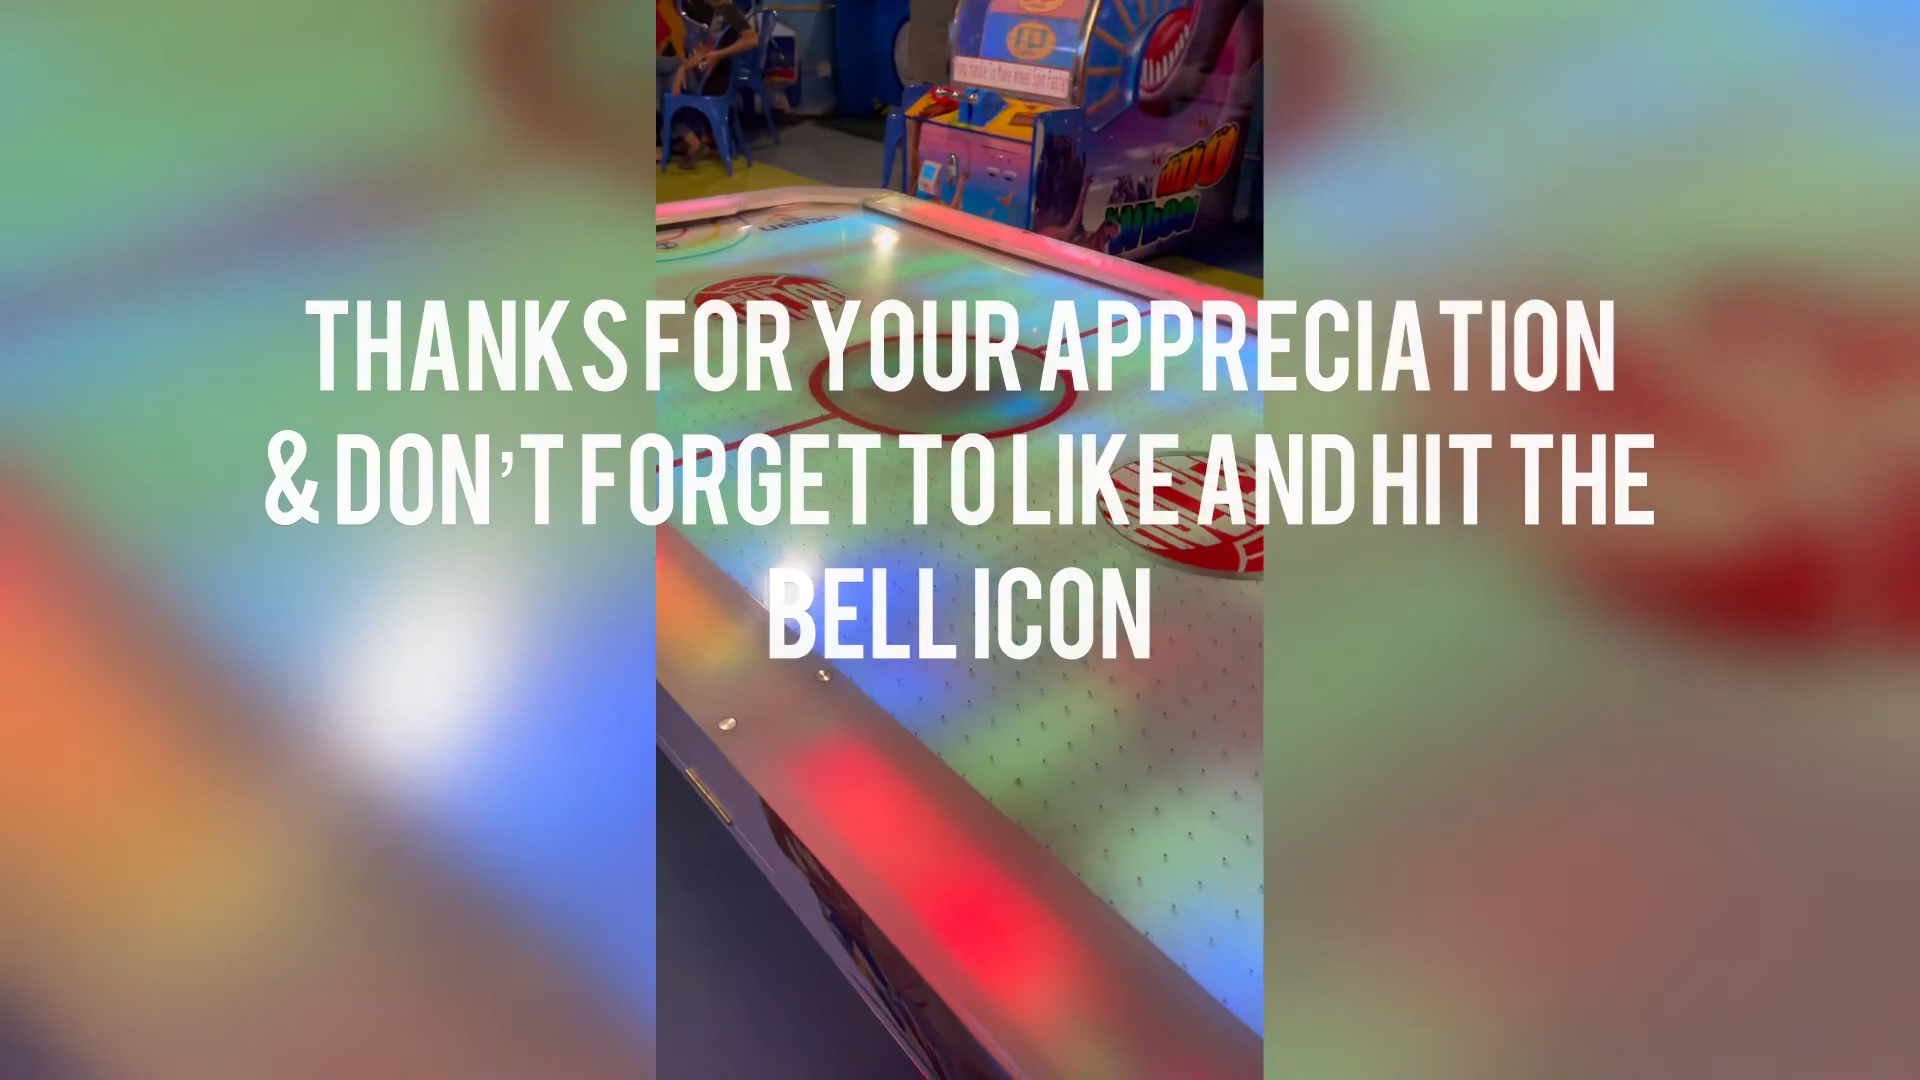 THANKS FOR YOUR APPRECIATION
& DON'T FORGET TO LIKE AND HIT THE
BELL ICON